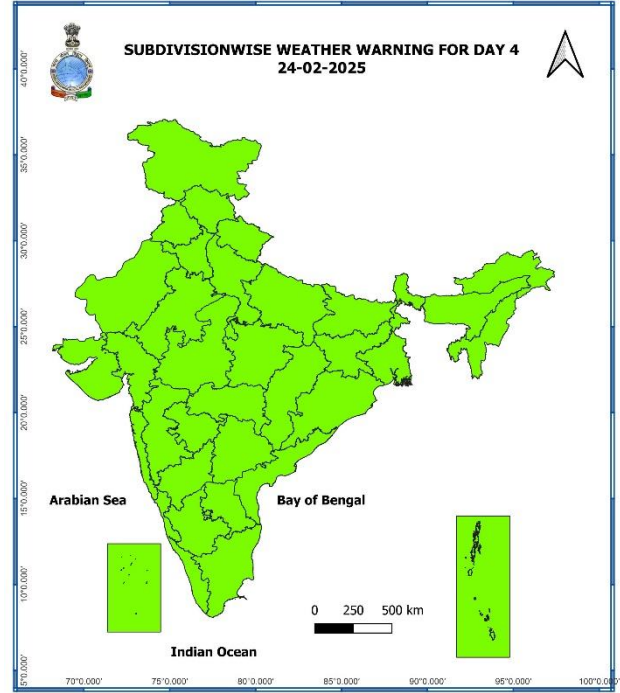 SUBDIVISIONWISE WEATHER WARNING FOR DAY 4
24-02-2025
40°0.000'
35°0.000'
30°0.000'
25°0.000'
20°0.000'
15°0.000'
10°0.000'
5°0.000'
Arabian Sea
Bay of Bengal
0 250 500 km
Indian Ocean
70°0.000' 75°0.000' 80°0.000' 85°0.000' 90°0.000' 95°0.000' 100°0.000'